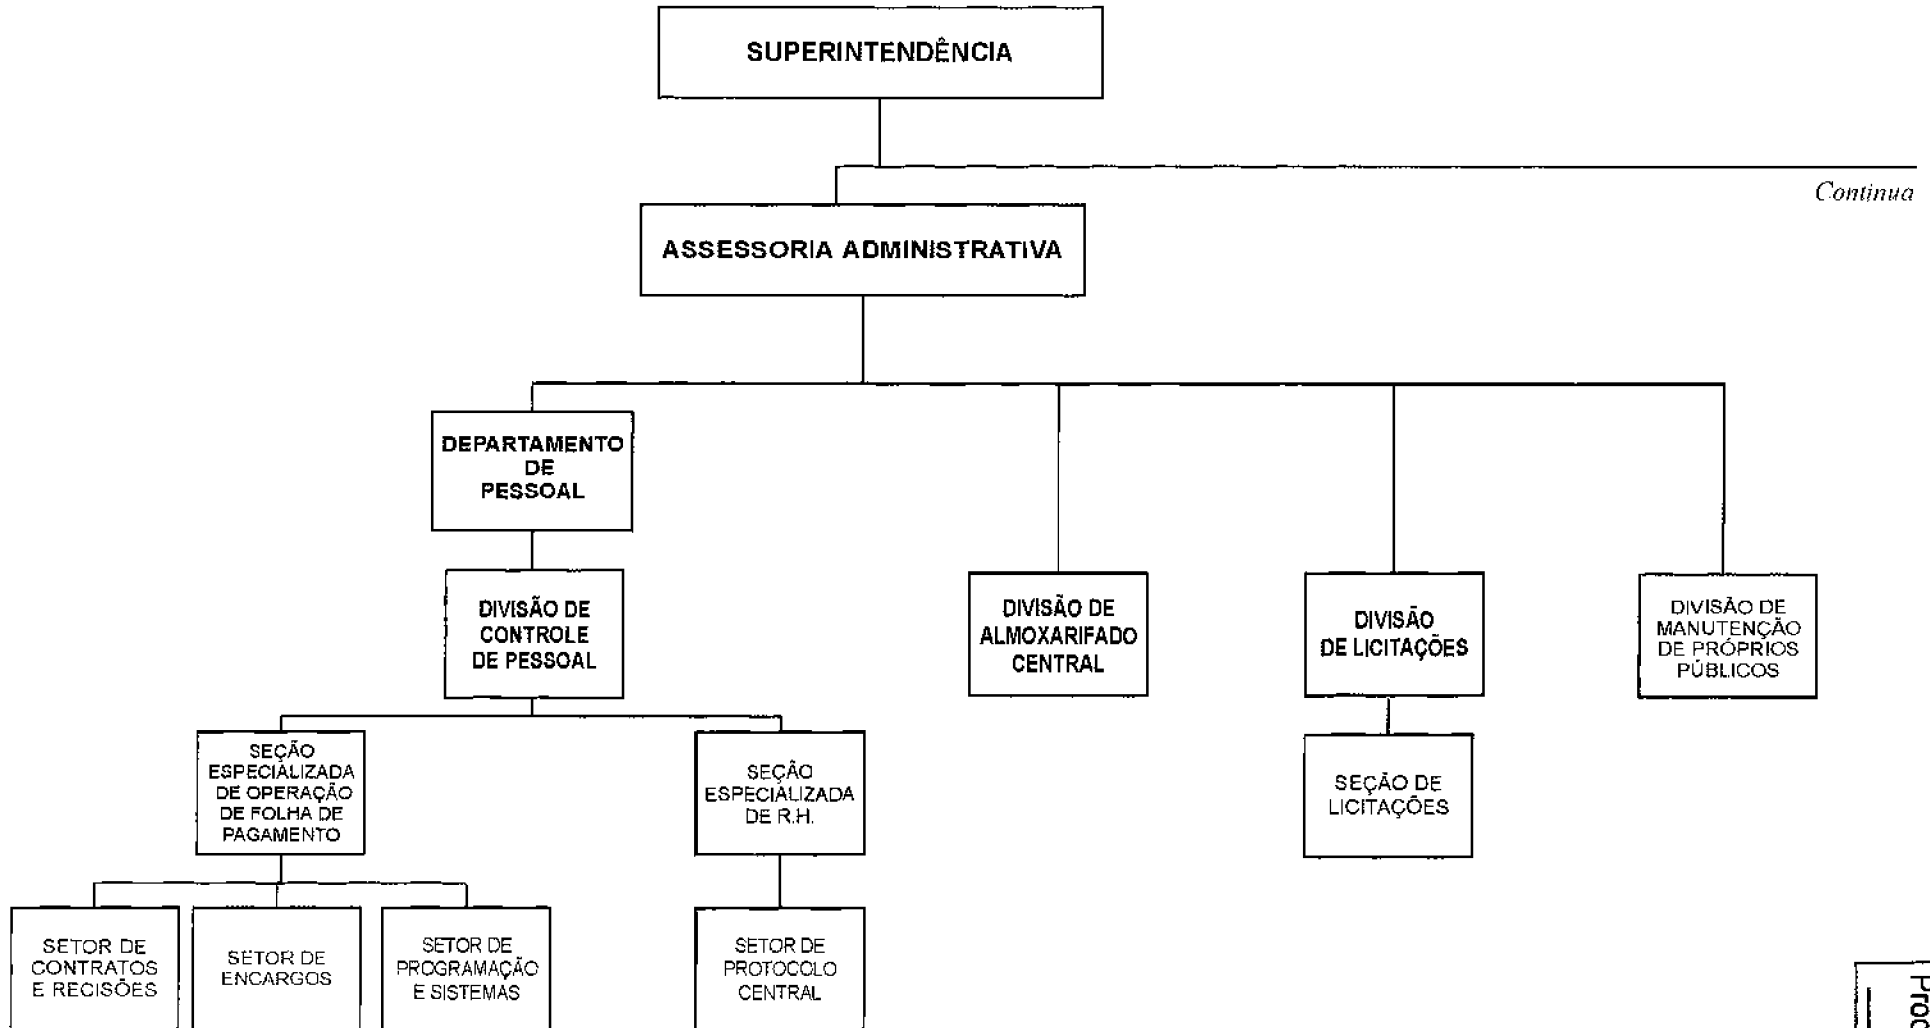 SUPERINTENDÊNCIA
Continua
ASSESSORIA ADMINISTRATIVA
DEPARTAMENTO
DE
PESSOAL
DIVISÃO DE
CONTROLE
DE PESSOAL
DIVISÃO DE
ALMOXARIFADO
CENTRAL
DIVISÃO
DE LICITAÇÕES
DIVISÃO DE
MANUTENÇÃO
DE PRÓPRIOS
PÚBLICOS
SEÇÃO
ESPECIALIZADA
DE OPERAÇÃO
DE FOLHA DE
PAGAMENTO
SEÇÃO
ESPECIALIZADA
DE R.H.
SEÇÃO DE
LICITAÇÕES
SETOR DE
CONTRATOS
E RECISÕES
SETOR DE
ENCARGOS
SETOR DE
PROGRAMAÇÃO
E SISTEMAS
SETOR DE
PROTOCOLO
CENTRAL